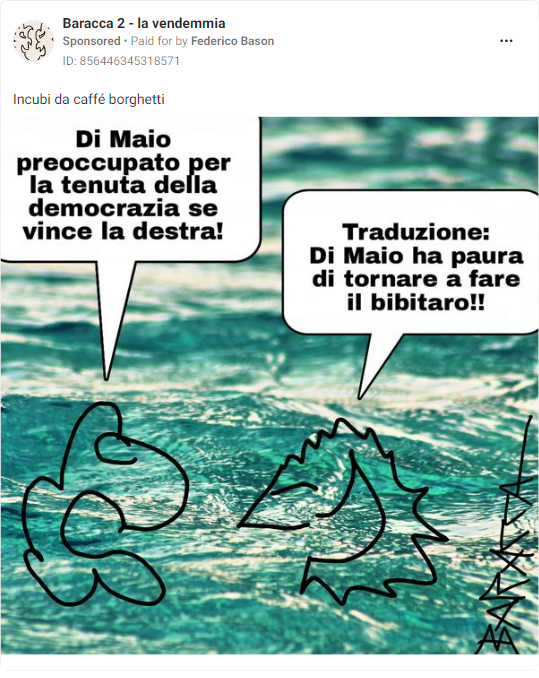 Baracca 2 - la vendemmia
Sponsored • Paid for by Federico Bason
ID: 856446345318571
Incubi da caffé borghetti
Di Maio
preoccupato per
la tenuta della
democrazia se
vince la destra!
Traduzione:
Di Maio ha paura
di tornare a fare
il bibitaro!!
BARAKKA